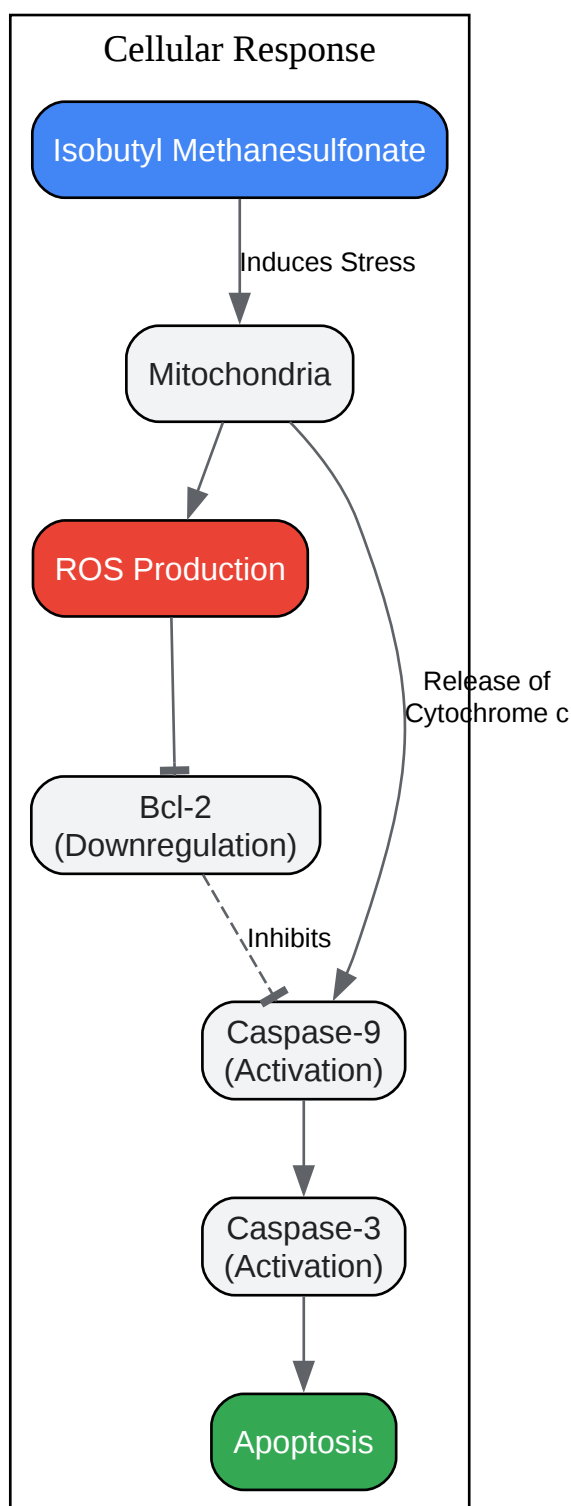 Cellular Response
Isobutyl Methanesulfonate
Induces Stress
Mitochondria
ROS Production
Release of
Cytochrome c
Bcl-2
(Downregulation)
Inhibits
Caspase-9
(Activation)
Caspase-3
(Activation)
Apoptosis